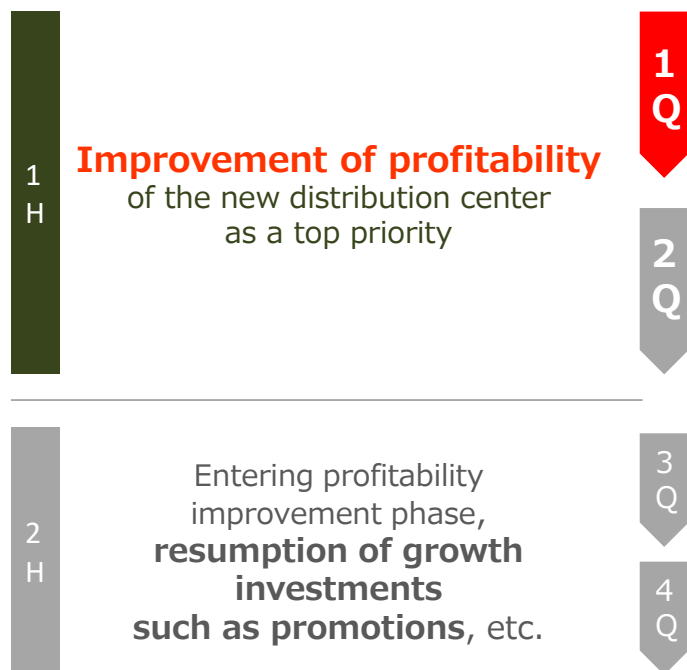 1
H
Improvement of profitability
of the new distribution center
as a top priority
1
Q
2
Q
2
H
Entering profitability
improvement phase,
resumption of growth
investments
such as promotions, etc.
3
Q
4
Q